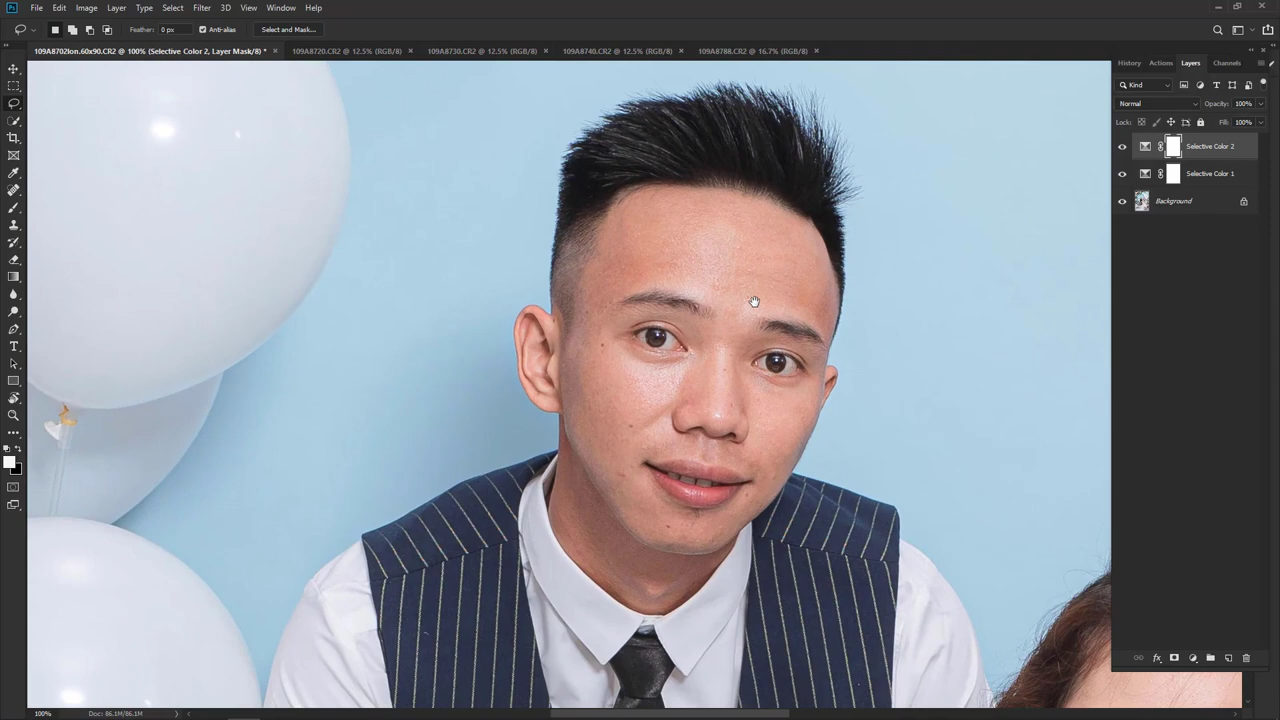 File Edit Image Layer Type Select Filter 3D View Window Help
Feather: 0 px Anti-alias Select and Mask...
109A8702lon.60x90.CR2 @ 100% (Selective Color 2, Layer Mask/8) * 109A8720.CR2 @ 12.5% (RGB/8) 109A8730.CR2 @ 12.5% (RGB/8) 109A8740.CR2 @ 12.5% (RGB/8) 109A8788.CR2 @ 16.7% (RGB/8)
History Actions Layers Channels
Kind
Normal Opacity: 100%
Lock: Fill: 100%
Selective Color 2
Selective Color 1
Background
100% Doc: 86.1M/86.1M